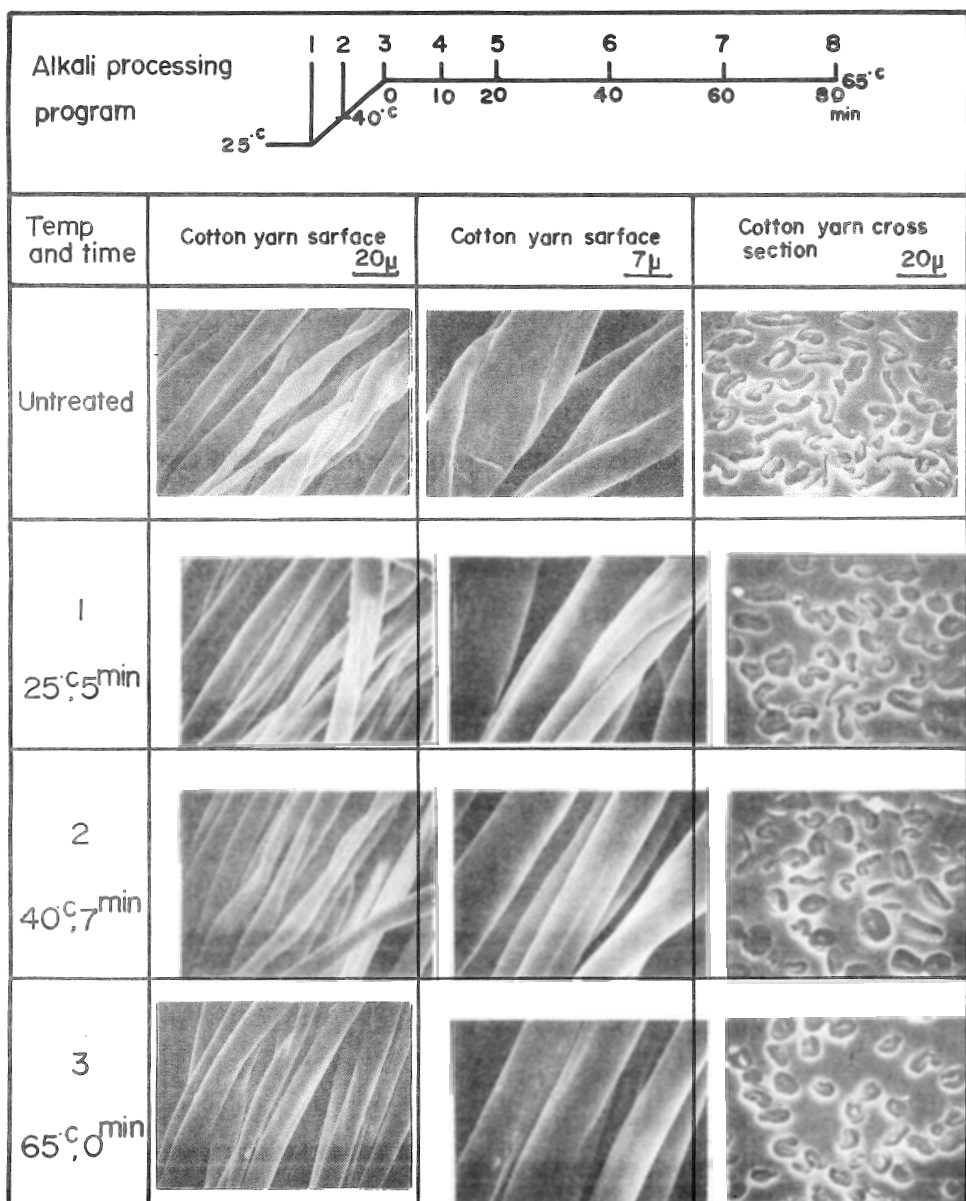 Alkali processing
program
1 2 3 4 5 6 7 8
0 10 20 40 60 80 65°C
min
40°C
25°C
Temp
and time
Cotton yarn sarface
20μ
Cotton yarn sarface
7μ
Cotton yarn cross
section 20μ
Untreated
1
25°C,5min
2
40°C,7min
3
65°C,0min